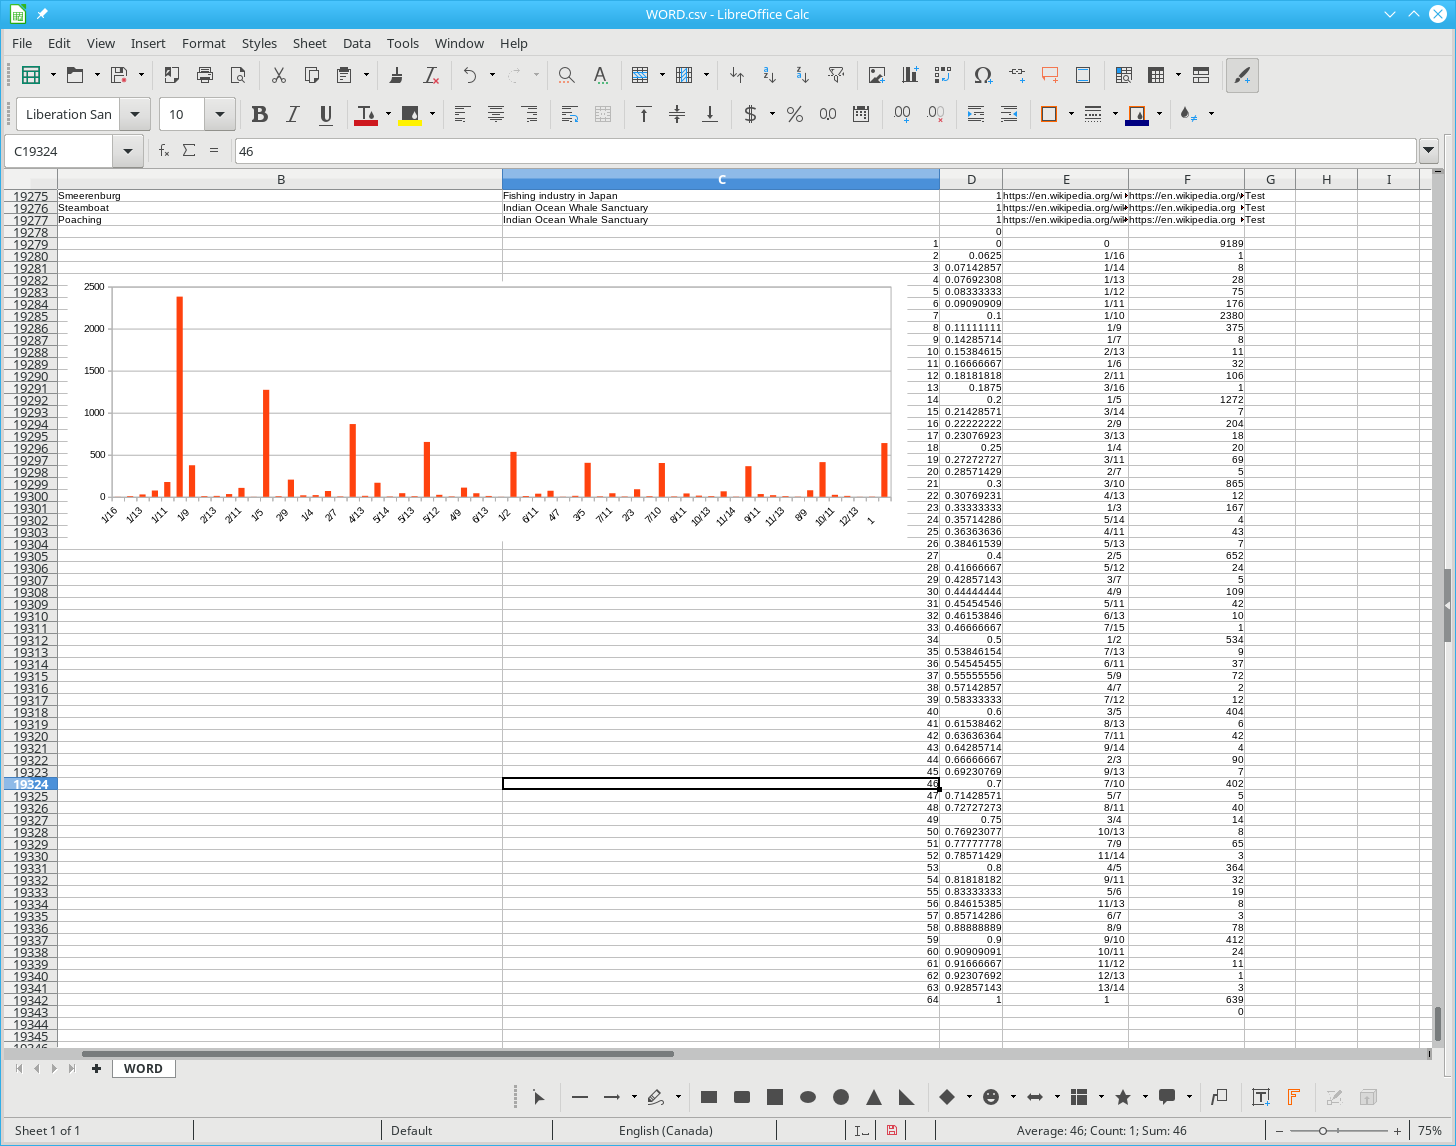 WORD.csv - LibreOffice Calc
File Edit View Insert Format Styles Sheet Data Tools Window Help
Liberation San 10
C19324 46
B C D E F G H I
19275 Smeerenburg Fishing industry in Japan 1 https://en.wikipedia.org/wi https://en.wikipedia.org/ Test
19276 Steamboat Indian Ocean Whale Sanctuary 1 https://en.wikipedia.org/wi https://en.wikipedia.org Test
19277 Poaching Indian Ocean Whale Sanctuary 1 https://en.wikipedia.org/wi https://en.wikipedia.org Test
19278 0
19279 1 0 0 9189
19280 2 0.0625 1/16 1
19281 3 0.07142857 1/14 8
19282 4 0.07692308 1/13 28
19283 5 0.08333333 1/12 75
19284 6 0.09090909 1/11 176
19285 7 0.1 1/10 2380
19286 8 0.11111111 1/9 375
19287 9 0.14285714 1/7 8
19288 10 0.15384615 2/13 11
19289 11 0.16666667 1/6 32
19290 12 0.18181818 2/11 106
19291 13 0.1875 3/16 1
19292 14 0.2 1/5 1272
19293 15 0.21428571 3/14 7
19294 16 0.22222222 2/9 204
19295 17 0.23076923 3/13 18
19296 18 0.25 1/4 20
19297 19 0.27272727 3/11 69
19298 20 0.28571429 2/7 5
19299 21 0.3 3/10 865
19300 22 0.30769231 4/13 12
19301 23 0.33333333 1/3 167
19302 24 0.35714286 5/14 4
19303 25 0.36363636 4/11 43
19304 26 0.38461539 5/13 7
19305 27 0.4 2/5 652
19306 28 0.41666667 5/12 24
19307 29 0.42857143 3/7 5
19308 30 0.44444444 4/9 109
19309 31 0.45454546 5/11 42
19310 32 0.46153846 6/13 10
19311 33 0.46666667 7/15 1
19312 34 0.5 1/2 534
19313 35 0.53846154 7/13 9
19314 36 0.54545455 6/11 37
19315 37 0.55555556 5/9 72
19316 38 0.57142857 4/7 2
19317 39 0.58333333 7/12 12
19318 40 0.6 3/5 404
19319 41 0.61538462 8/13 6
19320 42 0.63636364 7/11 42
19321 43 0.64285714 9/14 4
19322 44 0.66666667 2/3 90
19323 45 0.69230769 9/13 7
19324 46 0.7 7/10 402
19325 47 0.71428571 5/7 5
19326 48 0.72727273 8/11 40
19327 49 0.75 3/4 14
19328 50 0.76923077 10/13 8
19329 51 0.77777778 7/9 65
19330 52 0.78571429 11/14 3
19331 53 0.8 4/5 364
19332 54 0.81818182 9/11 32
19333 55 0.83333333 5/6 19
19334 56 0.84615385 11/13 8
19335 57 0.85714286 6/7 3
19336 58 0.88888889 8/9 78
19337 59 0.9 9/10 412
19338 60 0.90909091 10/11 24
19339 61 0.91666667 11/12 11
19340 62 0.92307692 12/13 1
19341 63 0.92857143 13/14 3
19342 64 1 1 639
19343 0
19344
19345
2500
2000
1500
1000
500
0
1/16 1/13 1/11 1/9 2/13 2/11 1/5 2/9 1/4 2/7 4/13 5/14 5/13 5/12 4/9 6/13 1/2 6/11 4/7 3/5 7/11 2/3 7/10 8/11 10/13 11/14 9/11 11/13 8/9 10/11 12/13 1
WORD
Sheet 1 of 1 Default English (Canada) Average: 46; Count: 1; Sum: 46 75%